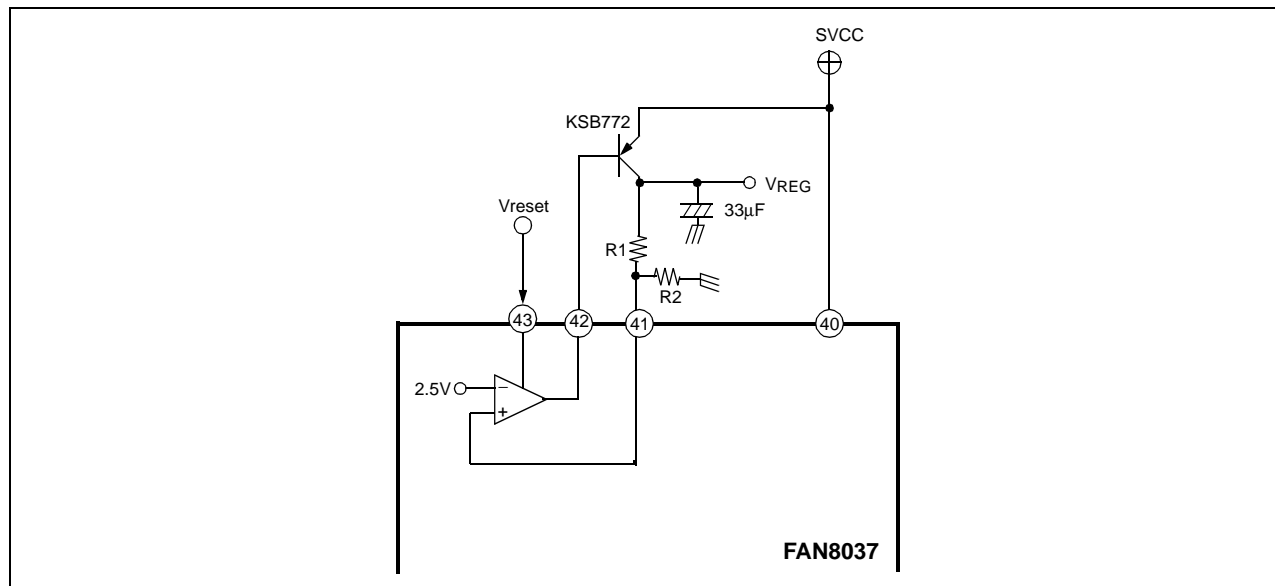 SVCC
KSB772
VREG
Vreset
33μF
R1
R2
43
42
41
40
2.5V
−
+
FAN8037